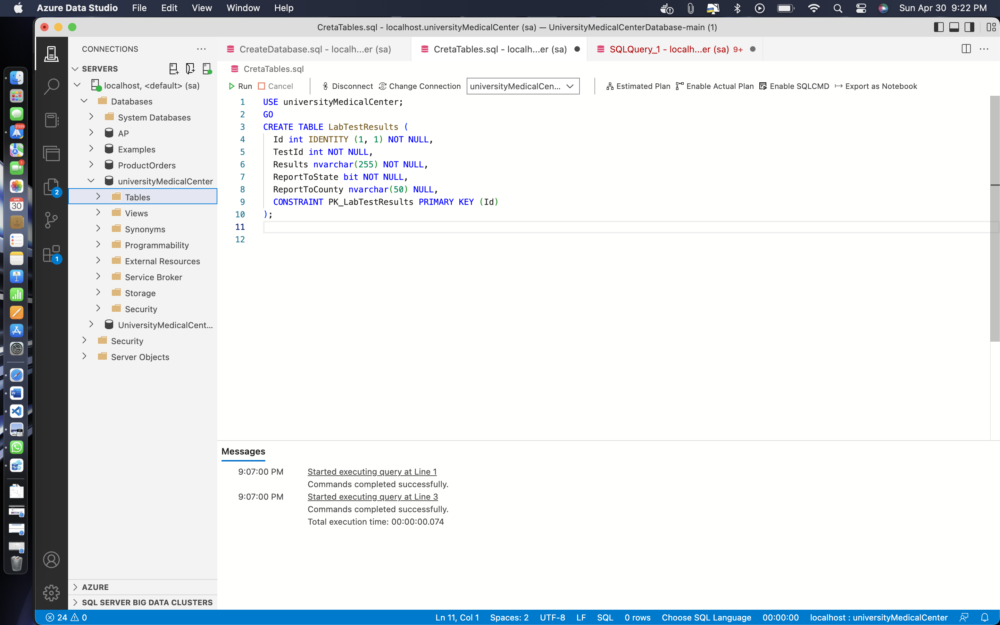 Azure Data Studio File Edit View Window Help Sun Apr 30 9:22 PM
CretaTables.sql - localhost.universityMedicalCenter (sa) — UniversityMedicalCenterDatabase-main (1)
CONNECTIONS
CreateDatabase.sql - localh...er (sa)
CretaTables.sql - localh...er (sa)
SQLQuery_1 - localh...er (sa) 9+
SERVERS
localhost, <default> (sa)
Databases
System Databases
AP
Examples
ProductOrders
universityMedicalCenter
Tables
Views
Synonyms
Programmability
External Resources
Service Broker
Storage
Security
UniversityMedicalCent...
Security
Server Objects
AZURE
SQL SERVER BIG DATA CLUSTERS
21225
1
APR
30
2
1
CretaTables.sql
Run Cancel Disconnect Change Connection universityMedicalCen... Estimated Plan Enable Actual Plan Enable SQLCMD Export as Notebook
1 USE universityMedicalCenter;
2 GO
3 CREATE TABLE LabTestResults (
4 Id int IDENTITY (1, 1) NOT NULL,
5 TestId int NOT NULL,
6 Results nvarchar(255) NOT NULL,
7 ReportToState bit NOT NULL,
8 ReportToCounty nvarchar(50) NULL,
9 CONSTRAINT PK_LabTestResults PRIMARY KEY (Id)
10 );
11
12
Messages
9:07:00 PM Started executing query at Line 1
Commands completed successfully.
9:07:00 PM Started executing query at Line 3
Commands completed successfully.
Total execution time: 00:00:00.074
24 0 Ln 11, Col 1 Spaces: 2 UTF-8 LF SQL 0 rows Choose SQL Language 00:00:00 localhost : universityMedicalCenter